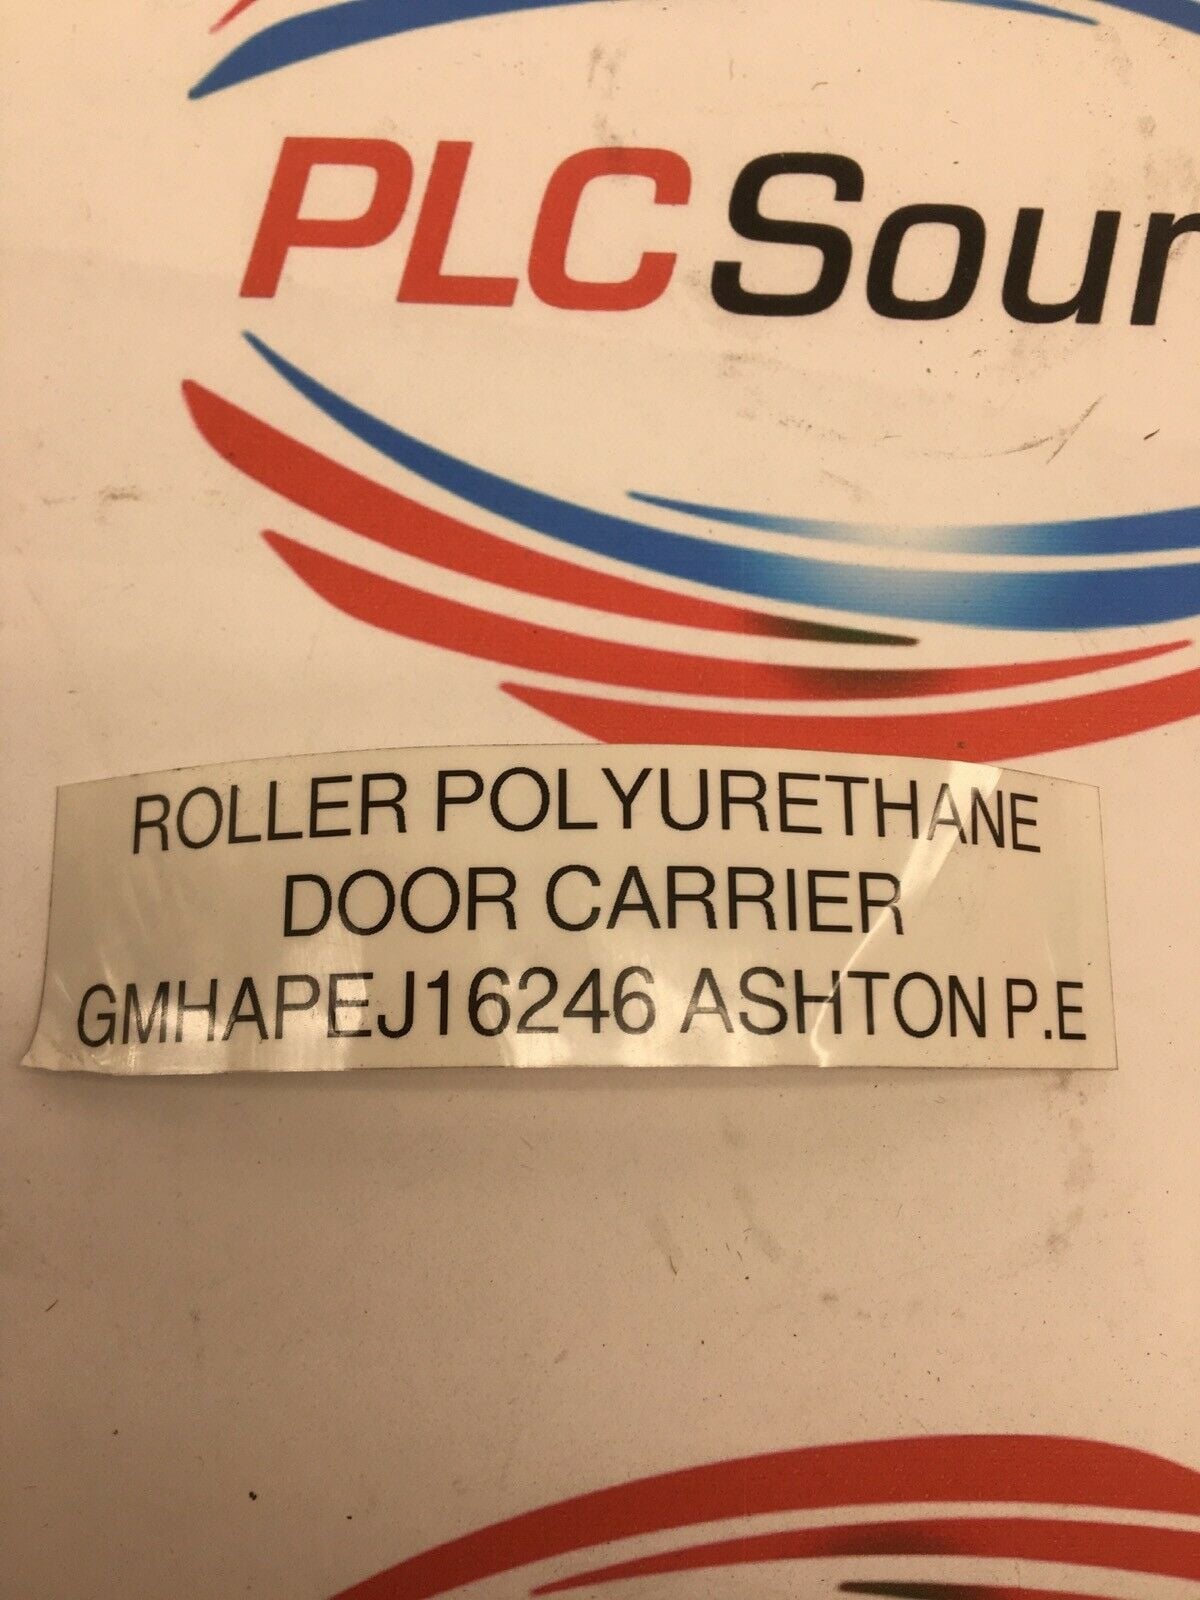 PLC Sour
ROLLER POLYURETHANE
DOOR CARRIER
GMHAPEJ16246 ASHTON P.E